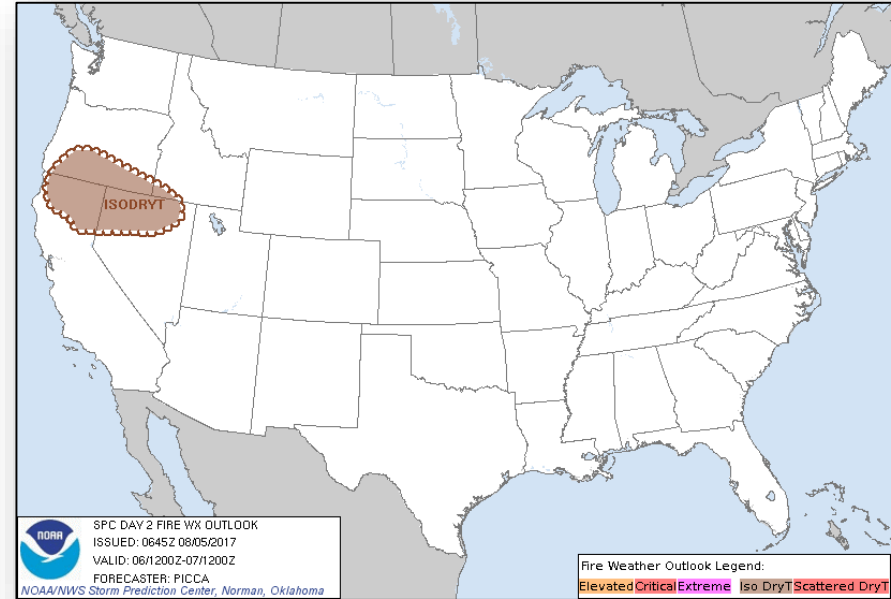 ISODRYT
NOAA
SPC DAY 2 FIRE WX OUTLOOK
ISSUED: 0645Z 08/05/2017
VALID: 06/1200Z-07/1200Z
FORECASTER: PICCA
NOAA/NWS Storm Prediction Center, Norman, Oklahoma
Fire Weather Outlook Legend:
Elevated Critical Extreme Iso DryT Scattered DryT